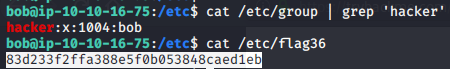 bob@ip-10-10-16-75:/etc$ cat /etc/group | grep 'hacker'
hacker:x:1004:bob
bob@ip-10-10-16-75:/etc$ cat /etc/flag36
83d233f2ffa388e5f0b053848caed1eb